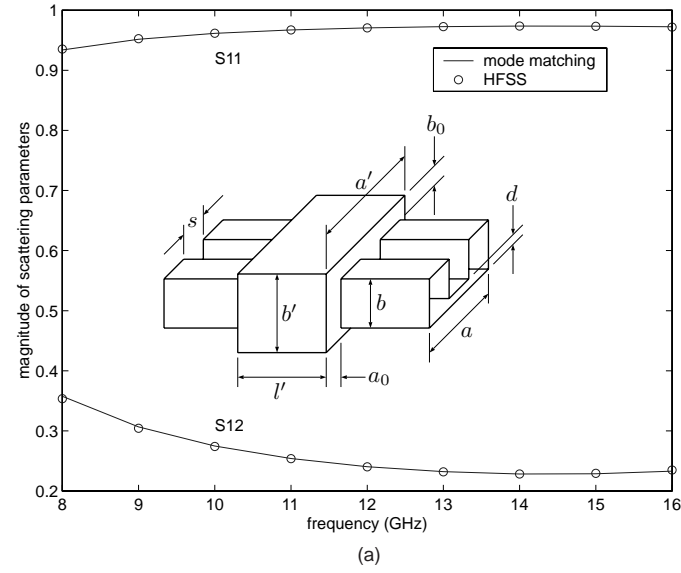 1
0.9
0.8
0.7
0.6
0.5
0.4
0.3
0.2
8
9
10
11
12
13
14
15
16
magnitude of scattering parameters
frequency (GHz)
S11
S12
mode matching
HFSS
b₀
a′
d
s
b′
b
a
l′
a₀
(a)